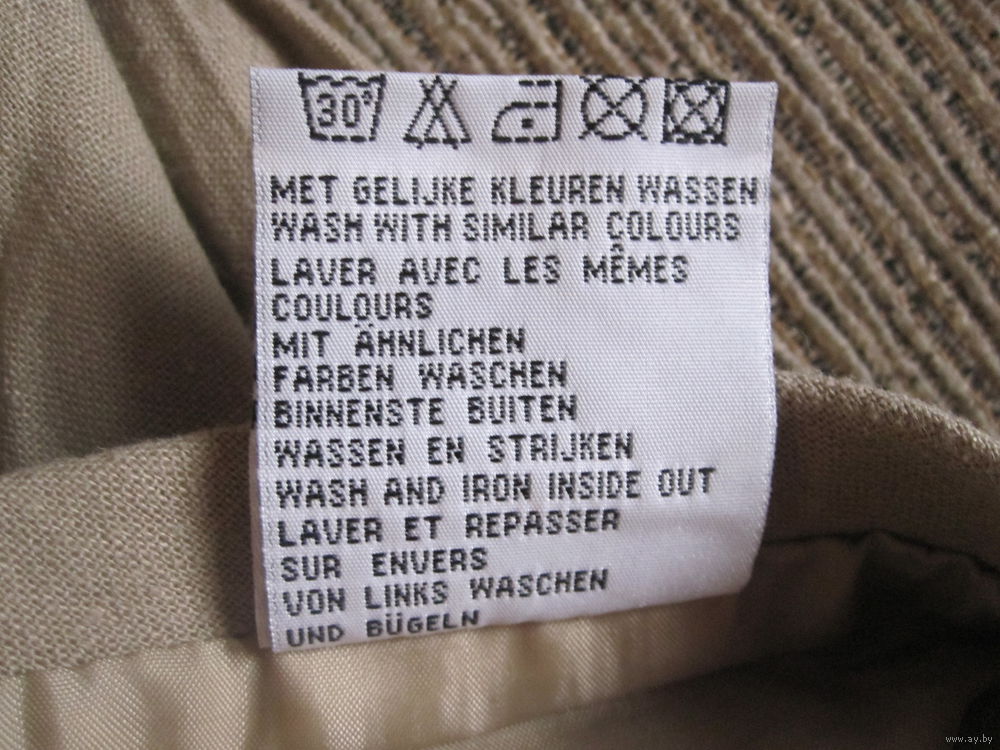 30°
MET GELIJKE KLEUREN WASSEN
WASH WITH SIMILAR COLOURS
LAVER AVEC LES MÊMES
COULOURS
MIT ÄHNLICHEN
FARBEN WASCHEN
BINNENSTE BUITEN
WASSEN EN STRIJKEN
WASH AND IRON INSIDE OUT
LAVER ET REPASSER
SUR ENVERS
VON LINKS WASCHEN
UND BÜGELN
www.ay.by